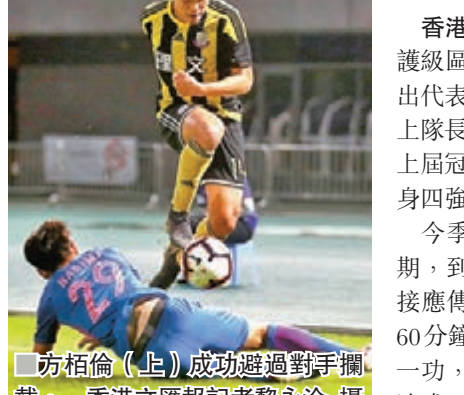 文
29
■方栢倫（上）成功避過對手攔
截。 香港文匯報記者黎永淦 攝
香港
護級區
出代表
上隊長
上屆冠
身四強
今季
期，到
接應傳
60分鐘
一功，